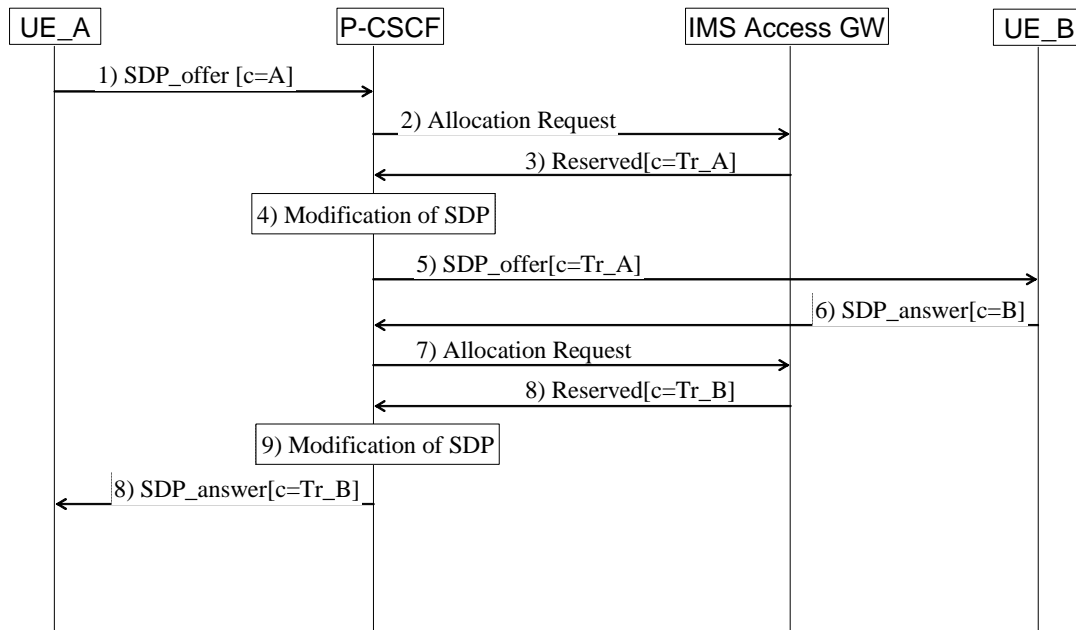 UE_A
P-CSCF
IMS Access GW
UE_B
1) SDP_offer [c=A]
2) Allocation Request
3) Reserved[c=Tr_A]
4) Modification of SDP
5) SDP_offer[c=Tr_A]
6) SDP_answer[c=B]
7) Allocation Request
8) Reserved[c=Tr_B]
9) Modification of SDP
8) SDP_answer[c=Tr_B]